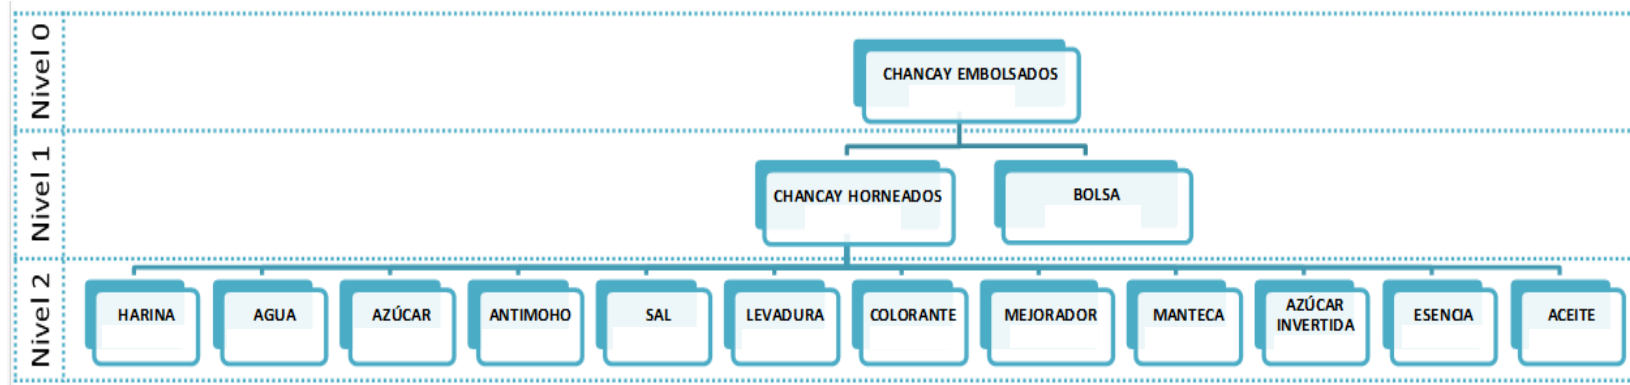 Nivel 0
CHANCAY EMBOLSADOS
Nivel 1
CHANCAY HORNEADOS
BOLSA
Nivel 2
HARINA
AGUA
AZÚCAR
ANTIMOHO
SAL
LEVADURA
COLORANTE
MEJORADOR
MANTECA
AZÚCAR
INVERTIDA
ESENCIA
ACEITE